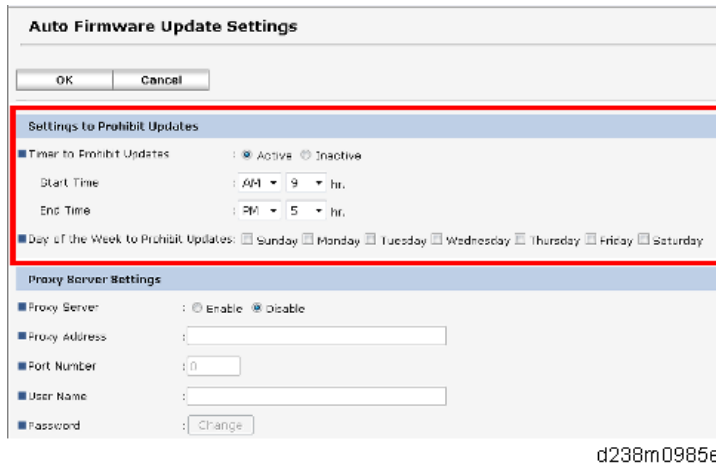 Auto Firmware Update Settings
OK Cancel
Settings to Prohibit Updates
Timer to Prohibit Updates : Active Inactive
Start Time : AM 9 hr.
End Time : PM 5 hr.
Day of the Week to Prohibit Updates: Sunday Monday Tuesday Wednesday Thursday Friday Saturday
Proxy Server Settings
Proxy Server : Enable Disable
Proxy Address :
Port Number : 0
User Name :
Password : Change
d238m0985e